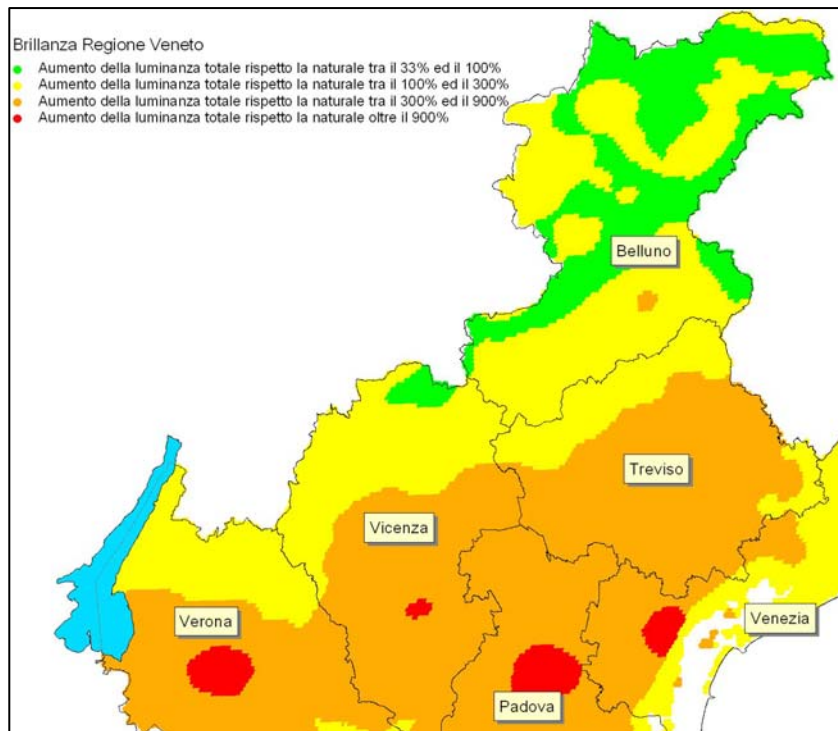 Brillanza Regione Veneto
Aumento della luminanza totale rispetto la naturale tra il 33% ed il 100%
Aumento della luminanza totale rispetto la naturale tra il 100% ed il 300%
Aumento della luminanza totale rispetto la naturale tra il 300% ed il 900%
Aumento della luminanza totale rispetto la naturale oltre il 900%
Belluno
Treviso
Vicenza
Verona
Venezia
Padova